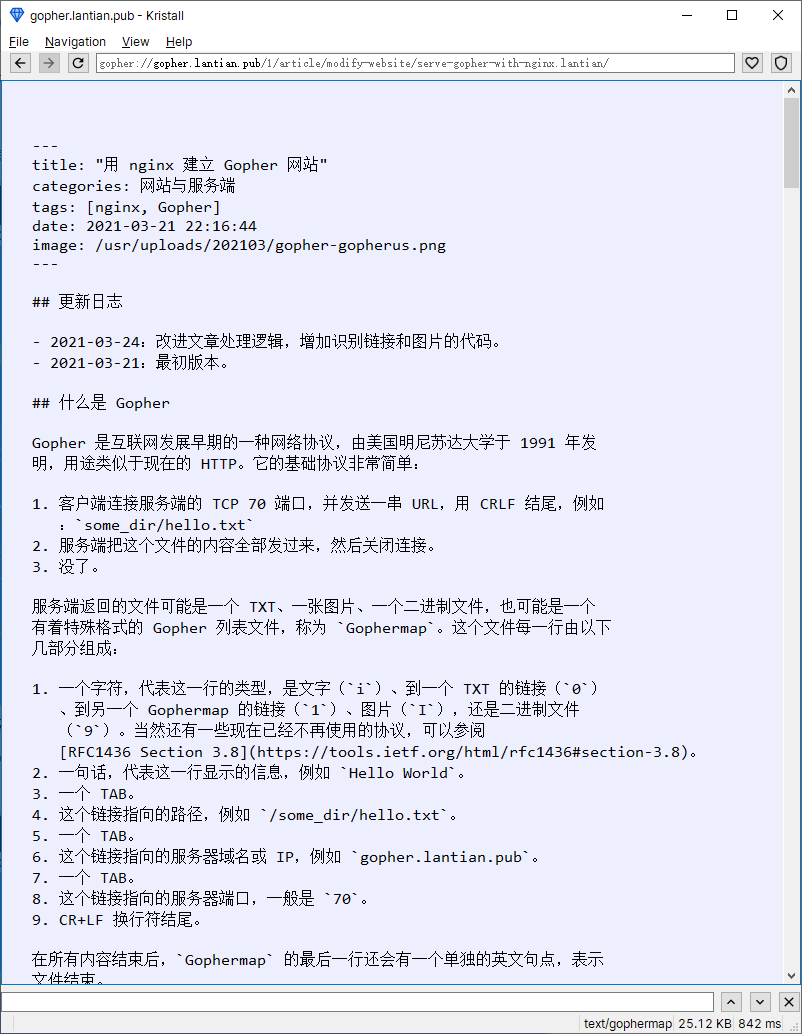 gopher.lantian.pub - Kristall
File Navigation View Help
gopher://gopher.lantian.pub/1/article/modify-website/serve-gopher-with-nginx.lantian/
---
title: "用 nginx 建立 Gopher 网站"
categories: 网站与服务端
tags: [nginx, Gopher]
date: 2021-03-21 22:16:44
image: /usr/uploads/202103/gopher-gopherus.png
---
## 更新日志
- 2021-03-24：改进文章处理逻辑，增加识别链接和图片的代码。
- 2021-03-21：最初版本。
## 什么是 Gopher
Gopher 是互联网发展早期的一种网络协议，由美国明尼苏达大学于 1991 年发
明，用途类似于现在的 HTTP。它的基础协议非常简单：
1. 客户端连接服务端的 TCP 70 端口，并发送一串 URL，用 CRLF 结尾，例如
：`some_dir/hello.txt`
2. 服务端把这个文件的内容全部发过来，然后关闭连接。
3. 没了。
服务端返回的文件可能是一个 TXT、一张图片、一个二进制文件，也可能是一个
有着特殊格式的 Gopher 列表文件，称为 `Gophermap`。这个文件每一行由以下
几部分组成：
1. 一个字符，代表这一行的类型，是文字（`i`）、到一个 TXT 的链接（`0`）
、到另一个 Gophermap 的链接（`1`）、图片（`I`），还是二进制文件
（`9`）。当然还有一些现在已经不再使用的协议，可以参阅
[RFC1436 Section 3.8](https://tools.ietf.org/html/rfc1436#section-3.8)。
2. 一句话，代表这一行显示的信息，例如 `Hello World`。
3. 一个 TAB。
4. 这个链接指向的路径，例如 `/some_dir/hello.txt`。
5. 一个 TAB。
6. 这个链接指向的服务器域名或 IP，例如 `gopher.lantian.pub`。
7. 一个 TAB。
8. 这个链接指向的服务器端口，一般是 `70`。
9. CR+LF 换行符结尾。
在所有内容结束后，`Gophermap` 的最后一行还会有一个单独的英文句点，表示
文件结束。
text/gophermap 25.12 KB 842 ms